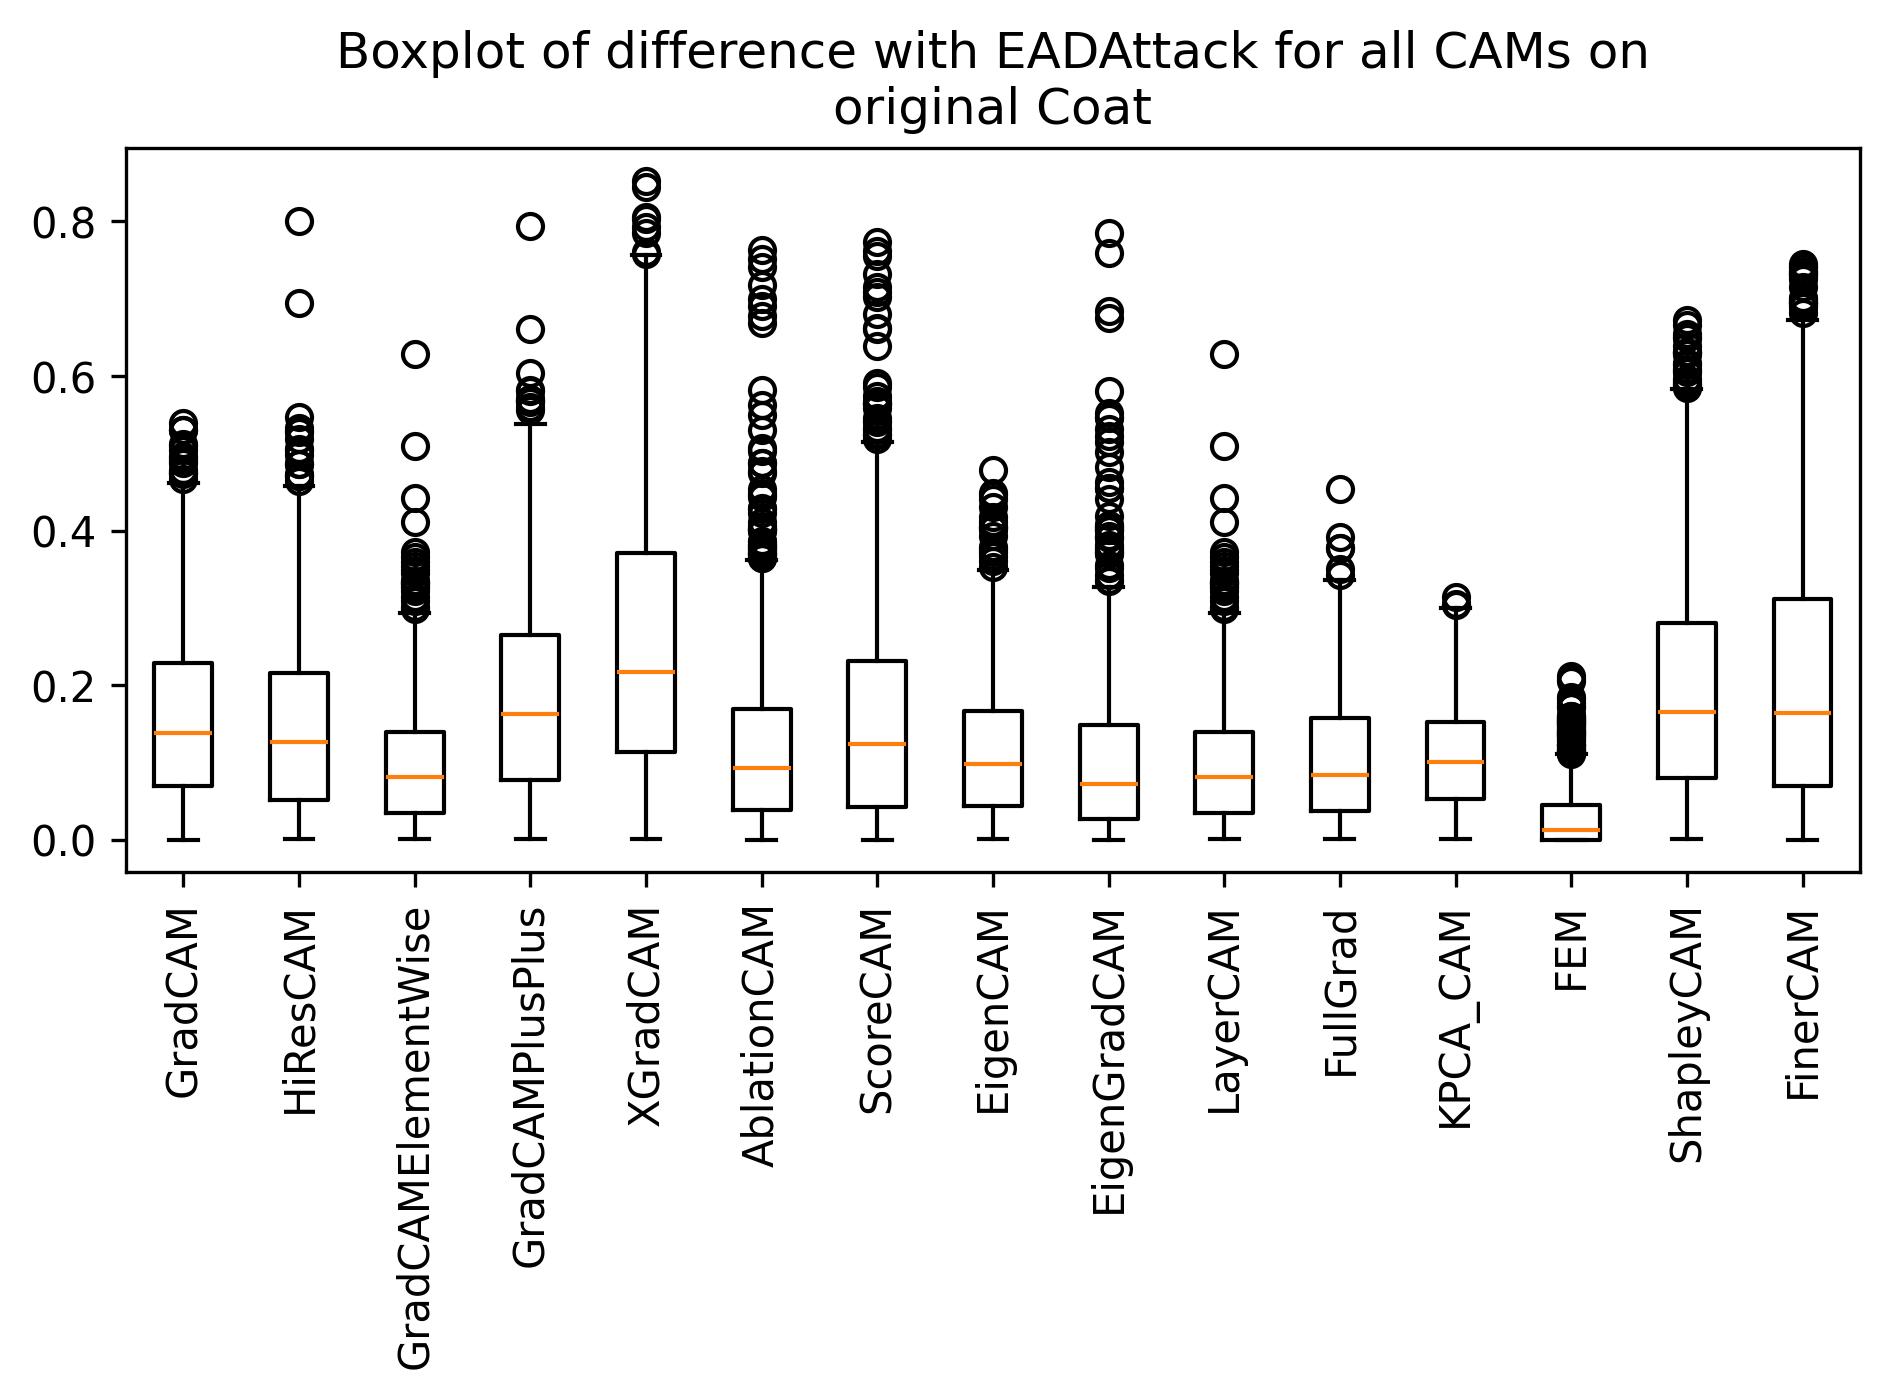 Boxplot of difference with EADAttack for all CAMs on
original Coat
0.8
0.6
0.4
0.2
0.0
GradCAM
HiResCAM
GradCAMElementWise
GradCAMPlusPlus
XGradCAM
AblationCAM
ScoreCAM
EigenCAM
EigenGradCAM
LayerCAM
FullGrad
KPCA_CAM
FEM
ShapleyCAM
FinerCAM